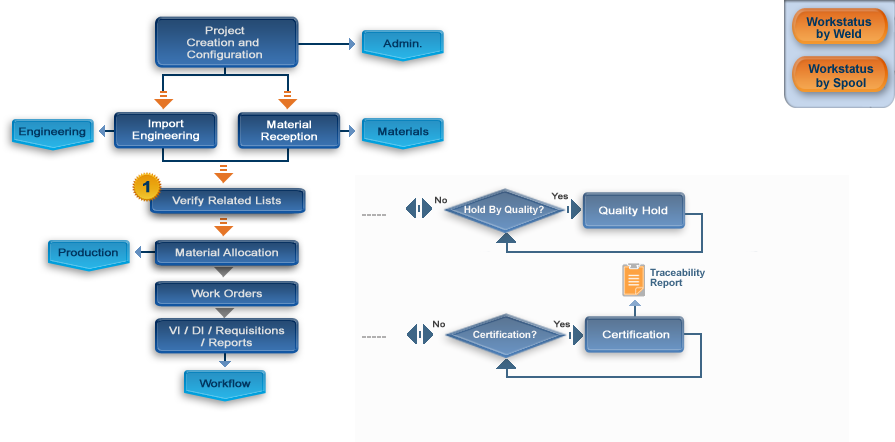 Project
Creation and
Configuration
Admin.
Workstatus
by Weld
Workstatus
by Spool
Engineering
Import
Engineering
Material
Reception
Materials
1
Verify Related Lists
-----
No
Hold By Quality?
Yes
Quality Hold
Production
Material Allocation
Traceability
Report
Work Orders
VI / DI / Requisitions
/ Reports
-----
No
Certification?
Yes
Certification
Workflow